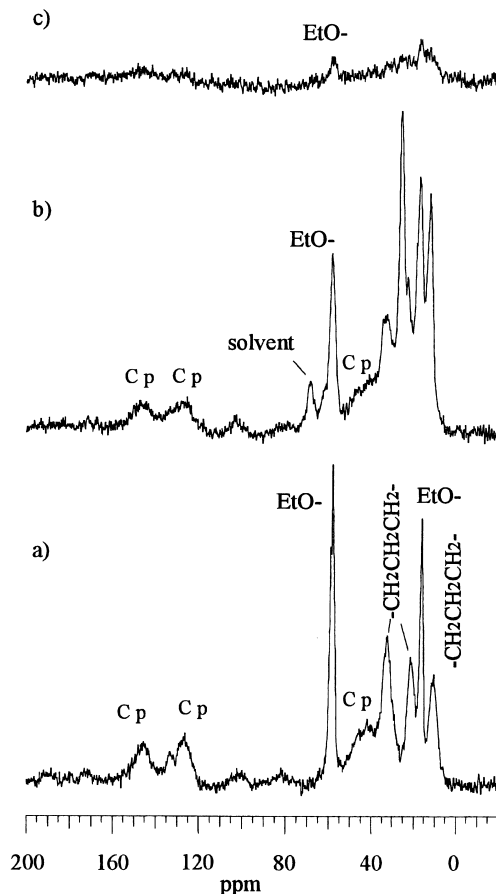 c)
EtO-
b)
EtO-
solvent
C p
C p
C p
a)
EtO-
EtO-
-CH2CH2CH2-
-CH2CH2CH2-
C p
C p
C p
200 160 120 80 40 0
ppm